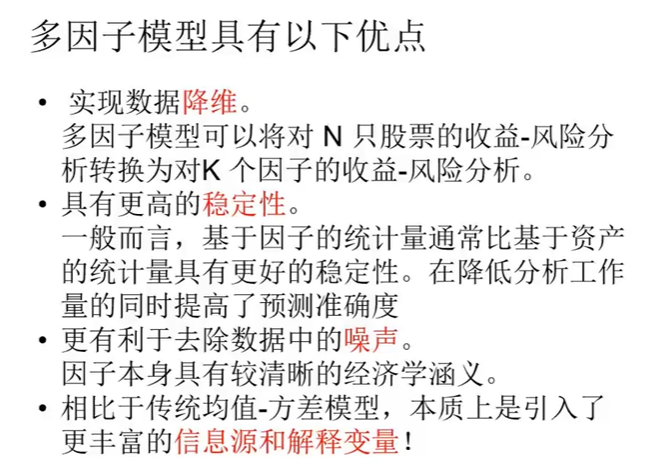 多因子模型具有以下优点
• 实现数据降维。
多因子模型可以将对 N 只股票的收益-风险分
析转换为对K 个因子的收益-风险分析。
• 具有更高的稳定性。
一般而言，基于因子的统计量通常比基于资产
的统计量具有更好的稳定性。在降低分析工作
量的同时提高了预测准确度
• 更有利于去除数据中的噪声。
因子本身具有较清晰的经济学涵义。
• 相比于传统均值-方差模型，本质上是引入了
更丰富的信息源和解释变量！